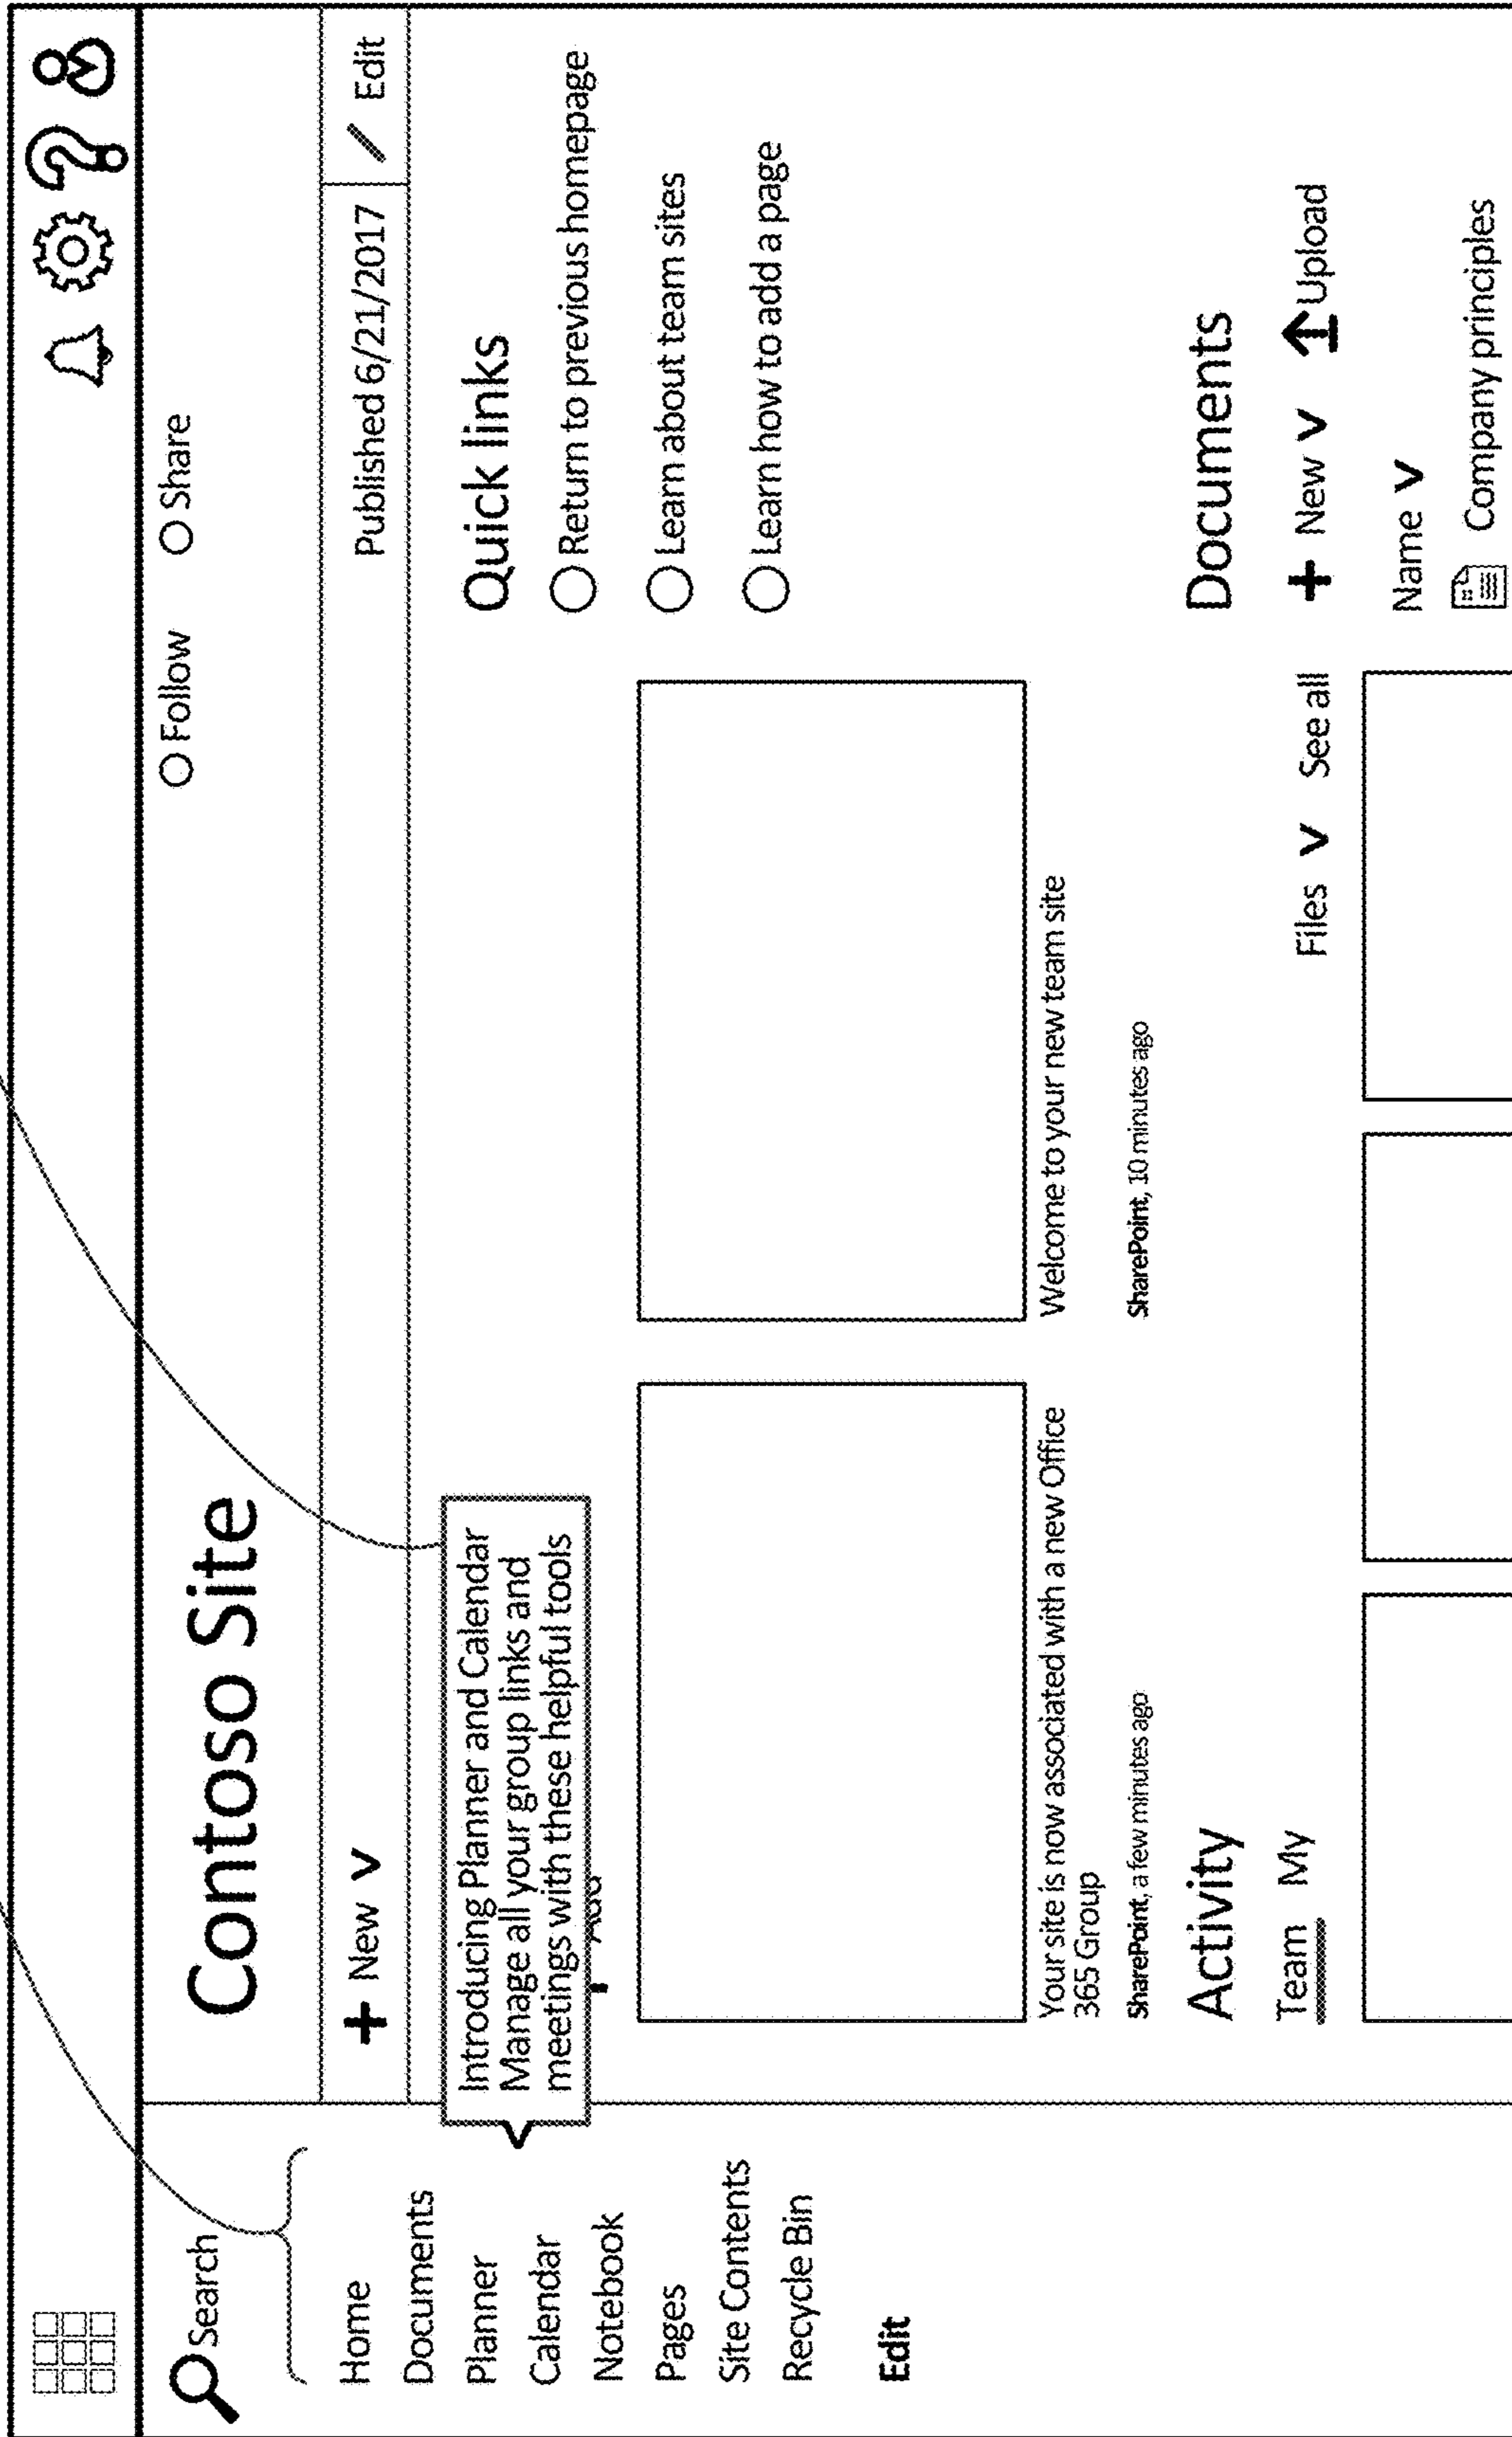 Search
Home
Documents
Planner
Calendar
Notebook
Pages
Site Contents
Recycle Bin
Edit
Contoso Site
Follow
Share
+ New
Published 6/21/2017
Edit
Introducing Planner and Calendar
Manage all your group links and
meetings with these helpful tools
Your site is now associated with a new Office
365 Group
SharePoint, a few minutes ago
Welcome to your new team site
SharePoint, 10 minutes ago
Quick links
Return to previous homepage
Learn about team sites
Learn how to add a page
Activity
Team My
Files See all
Documents
+ New Upload
Name
Company principles